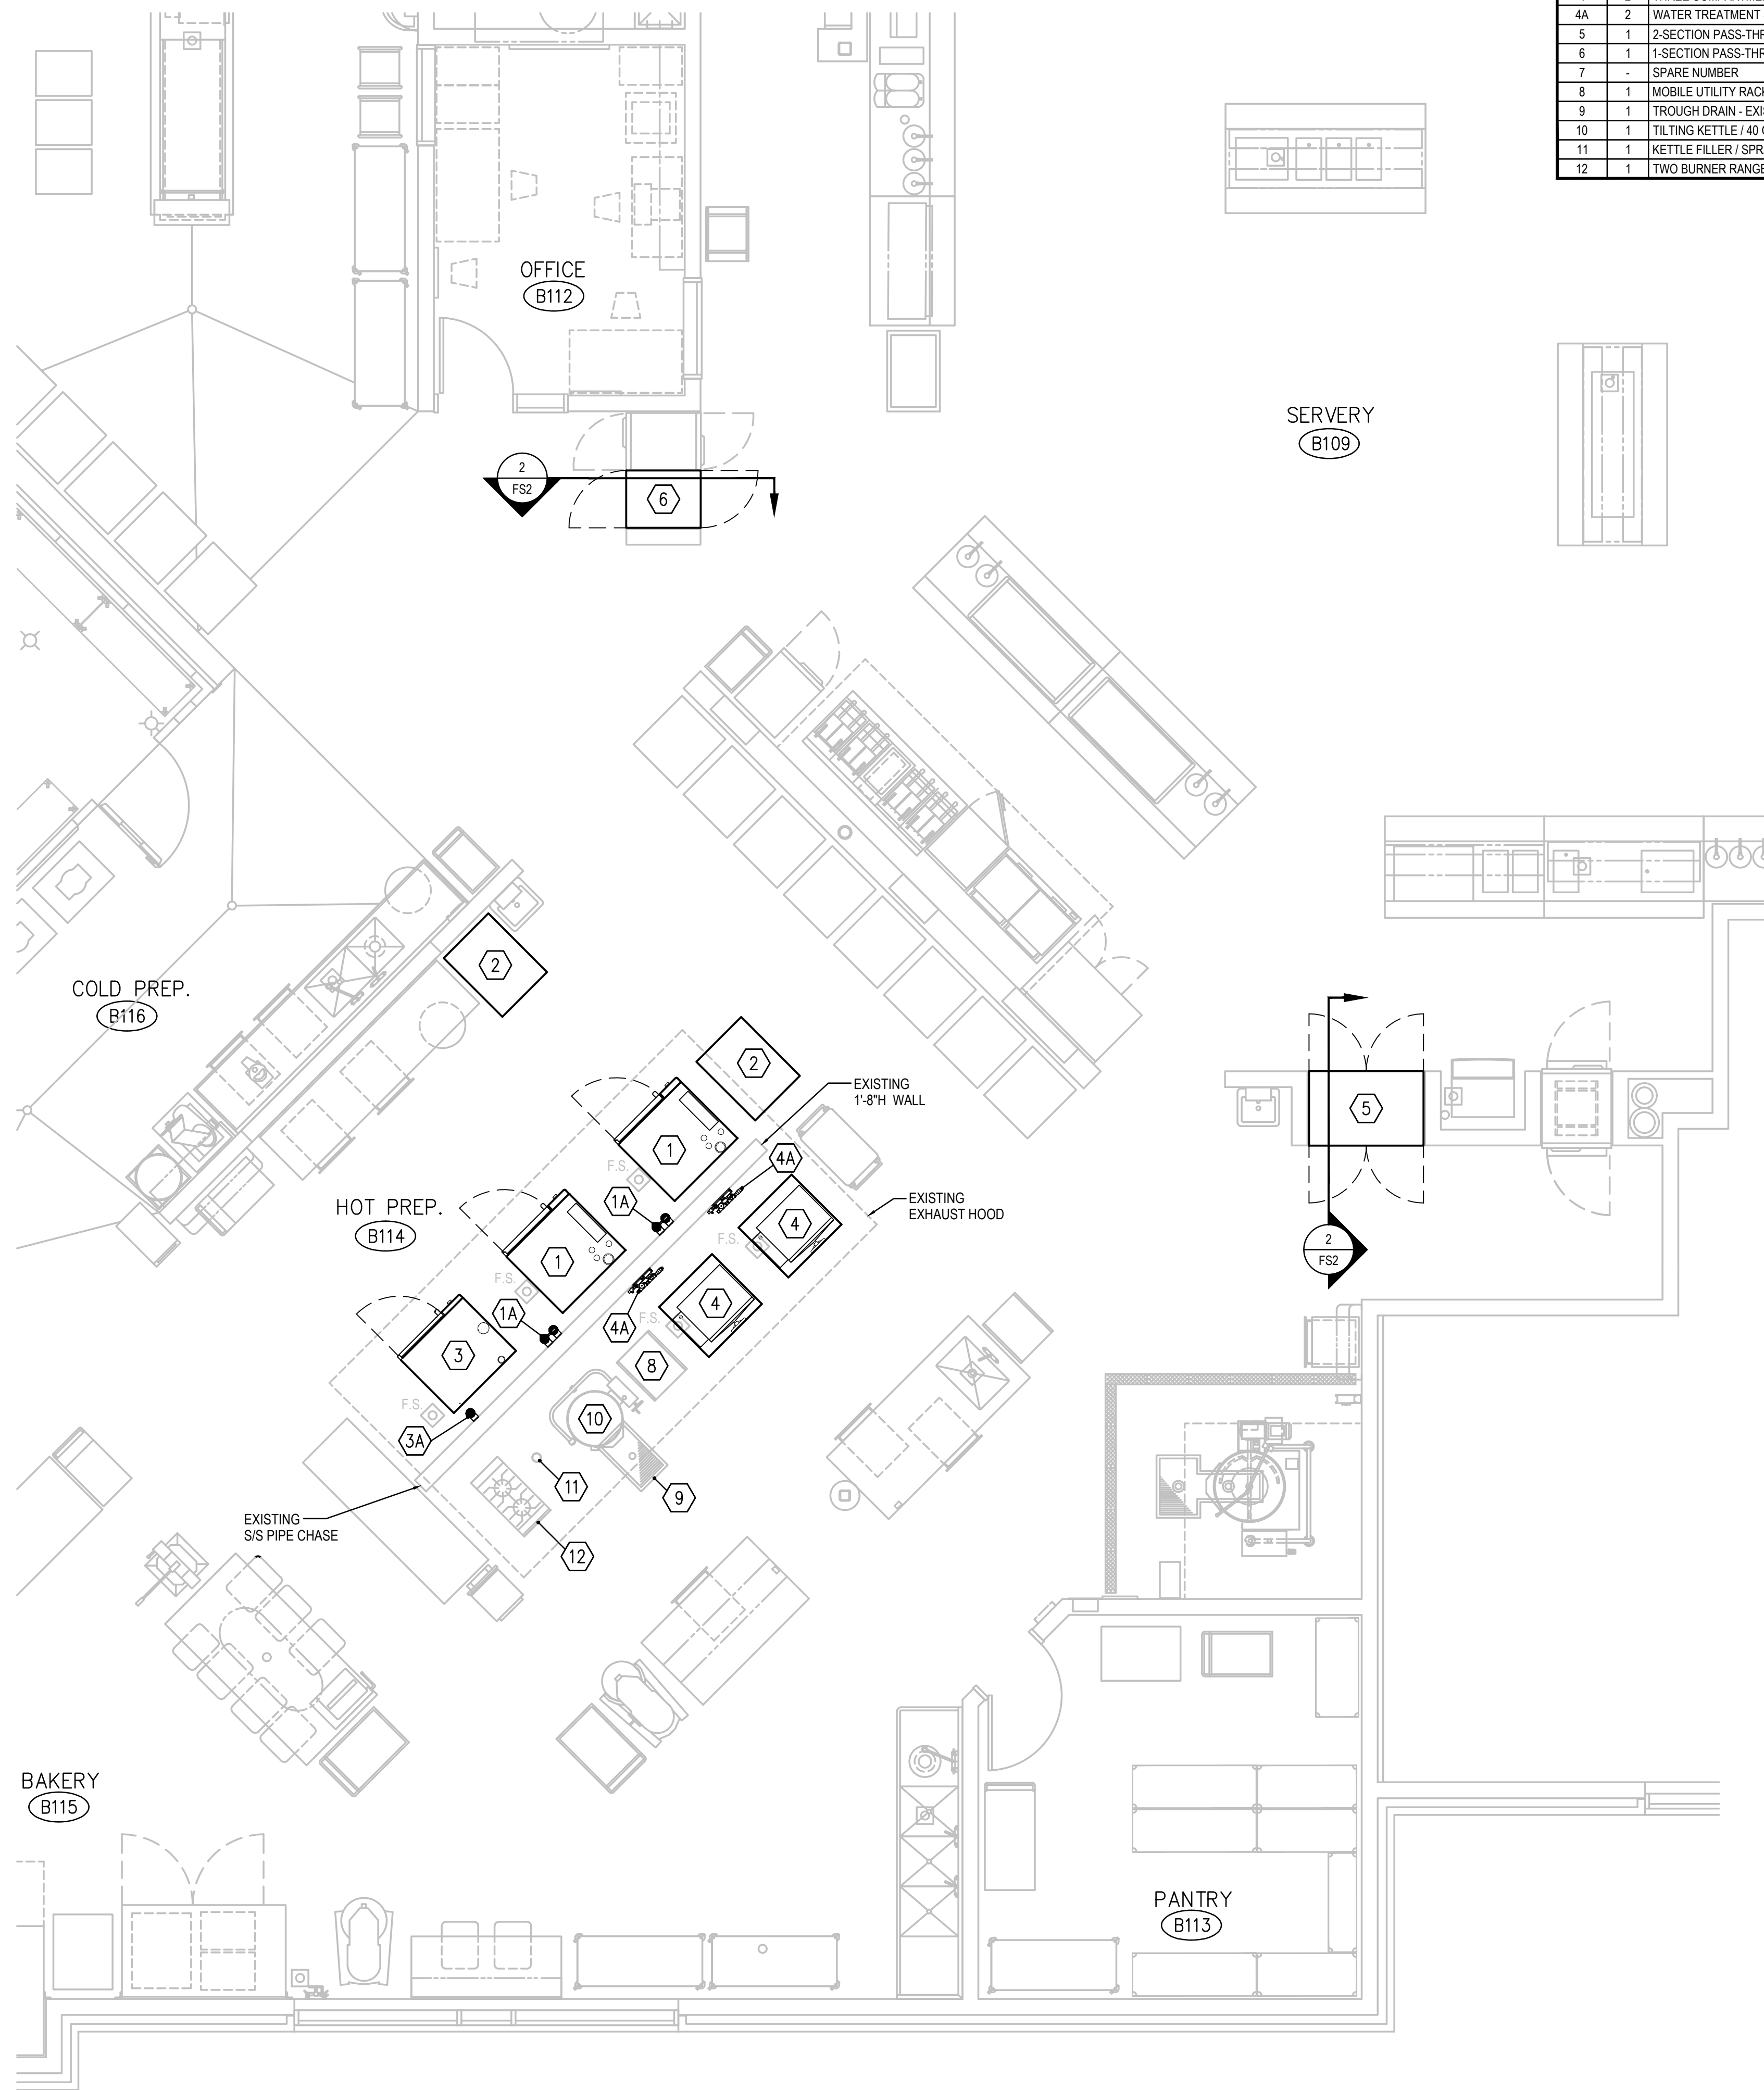 4A 2 WATER TREATMENT
5 1 2-SECTION PASS-THR
6 1 1-SECTION PASS-THR
7 - SPARE NUMBER
8 1 MOBILE UTILITY RACK
9 1 TROUGH DRAIN - EXI
10 1 TILTING KETTLE / 40
11 1 KETTLE FILLER / SPR
12 1 TWO BURNER RANGE
OFFICE
B112
SERVERY
B109
2
FS2
6
COLD PREP.
B116
2
2
EXISTING
1'-8"H WALL
1
F.S.
4A
5
HOT PREP.
B114
1A
EXISTING
EXHAUST HOOD
4
F.S.
1
F.S.
2
FS2
1A
4A
4
F.S.
3
8
F.S.
3A
10
11
9
EXISTING
S/S PIPE CHASE
12
BAKERY
B115
PANTRY
B113